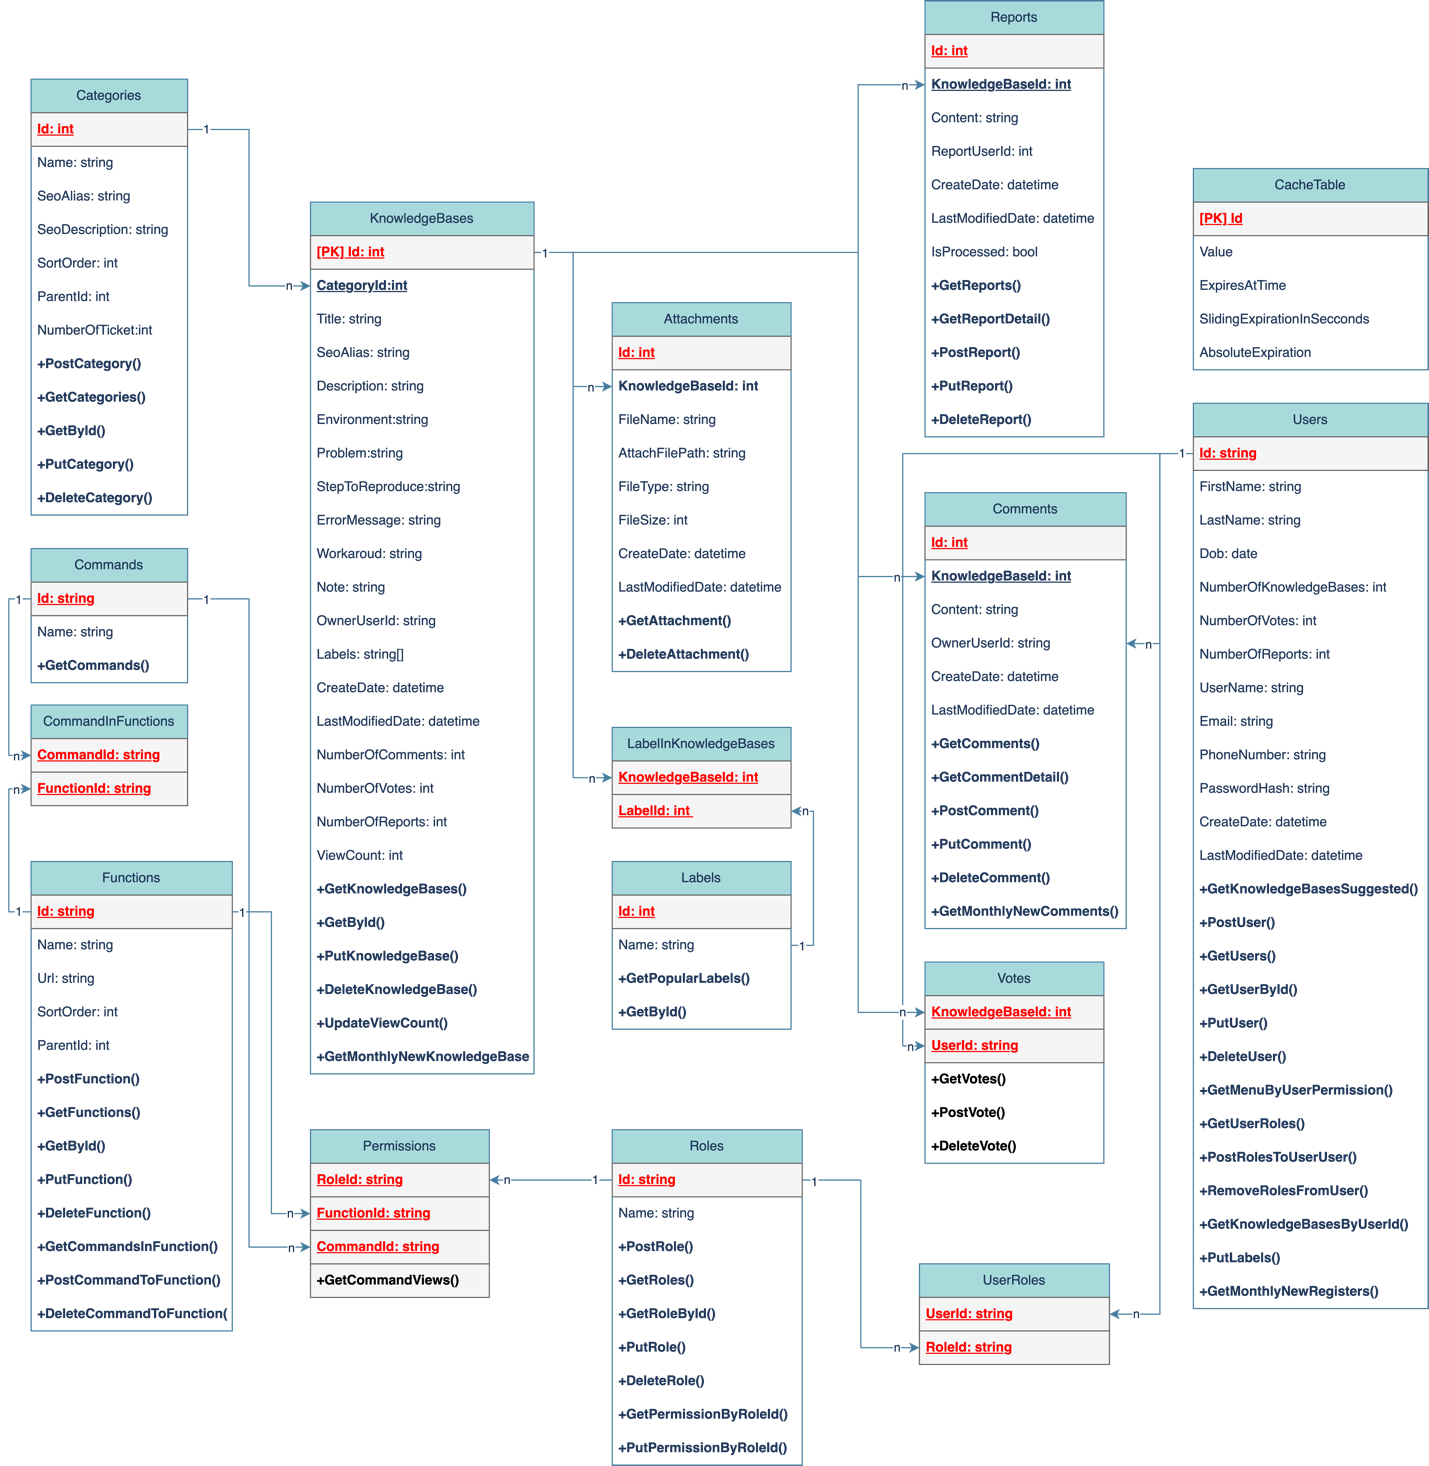 Categories
Id: int
Name: string
SeoAlias: string
SeoDescription: string
SortOrder: int
ParentId: int
NumberOfTicket:int
+PostCategory()
+GetCategories()
+GetById()
+PutCategory()
+DeleteCategory()
1
n
Commands
Id: string
Name: string
+GetCommands()
1
1
CommandInFunctions
CommandId: string
FunctionId: string
n
n
Functions
Id: string
Name: string
Url: string
SortOrder: int
ParentId: int
+PostFunction()
+GetFunctions()
+GetById()
+PutFunction()
+DeleteFunction()
+GetCommandsInFunction()
+PostCommandToFunction()
+DeleteCommandToFunction(
1
1
KnowledgeBases
[PK] Id: int
CategoryId:int
Title: string
SeoAlias: string
Description: string
Environment:string
Problem:string
StepToReproduce:string
ErrorMessage: string
Workaroud: string
Note: string
OwnerUserId: string
Labels: string[]
CreateDate: datetime
LastModifiedDate: datetime
NumberOfComments: int
NumberOfVotes: int
NumberOfReports: int
ViewCount: int
+GetKnowledgeBases()
+GetById()
+PutKnowledgeBase()
+DeleteKnowledgeBase()
+UpdateViewCount()
+GetMonthlyNewKnowledgeBase
1
Permissions
RoleId: string
FunctionId: string
CommandId: string
+GetCommandViews()
n
n
n
Attachments
Id: int
KnowledgeBaseId: int
FileName: string
AttachFilePath: string
FileType: string
FileSize: int
CreateDate: datetime
LastModifiedDate: datetime
+GetAttachment()
+DeleteAttachment()
n
LabelInKnowledgeBases
KnowledgeBaseId: int
LabelId: int
n
n
Labels
Id: int
Name: string
+GetPopularLabels()
+GetById()
1
Roles
Id: string
Name: string
+PostRole()
+GetRoles()
+GetRoleById()
+PutRole()
+DeleteRole()
+GetPermissionByRoleId()
+PutPermissionByRoleId()
1
1
Reports
Id: int
KnowledgeBaseId: int
Content: string
ReportUserId: int
CreateDate: datetime
LastModifiedDate: datetime
IsProcessed: bool
+GetReports()
+GetReportDetail()
+PostReport()
+PutReport()
+DeleteReport()
n
Comments
Id: int
KnowledgeBaseId: int
Content: string
OwnerUserId: string
CreateDate: datetime
LastModifiedDate: datetime
+GetComments()
+GetCommentDetail()
+PostComment()
+PutComment()
+DeleteComment()
+GetMonthlyNewComments()
n
n
Votes
KnowledgeBaseId: int
UserId: string
+GetVotes()
+PostVote()
+DeleteVote()
n
n
UserRoles
UserId: string
RoleId: string
n
n
CacheTable
[PK] Id
Value
ExpiresAtTime
SlidingExpirationInSecconds
AbsoluteExpiration
Users
Id: string
FirstName: string
LastName: string
Dob: date
NumberOfKnowledgeBases: int
NumberOfVotes: int
NumberOfReports: int
UserName: string
Email: string
PhoneNumber: string
PasswordHash: string
CreateDate: datetime
LastModifiedDate: datetime
+GetKnowledgeBasesSuggested()
+PostUser()
+GetUsers()
+GetUserById()
+PutUser()
+DeleteUser()
+GetMenuByUserPermission()
+GetUserRoles()
+PostRolesToUserUser()
+RemoveRolesFromUser()
+GetKnowledgeBasesByUserId()
+PutLabels()
+GetMonthlyNewRegisters()
1